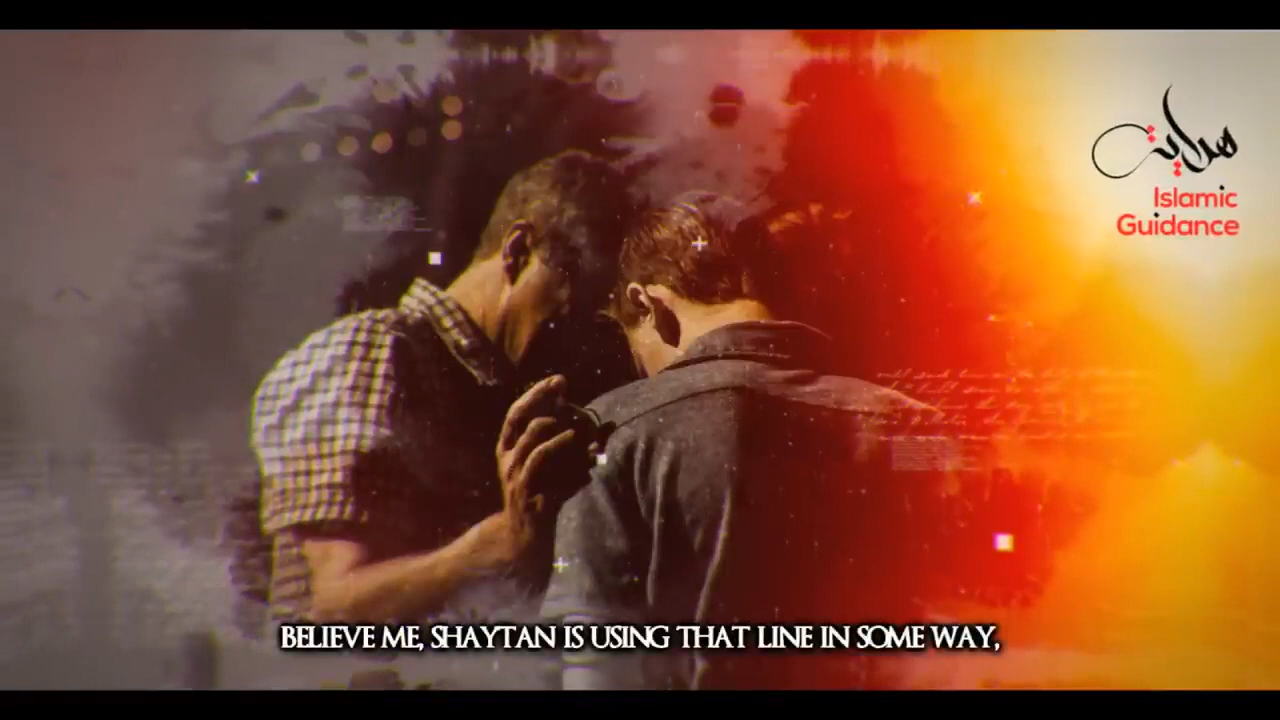 هداية
Islamic
Guidance
BELIEVE ME, SHAYTAN IS USING THAT LINE IN SOME WAY,